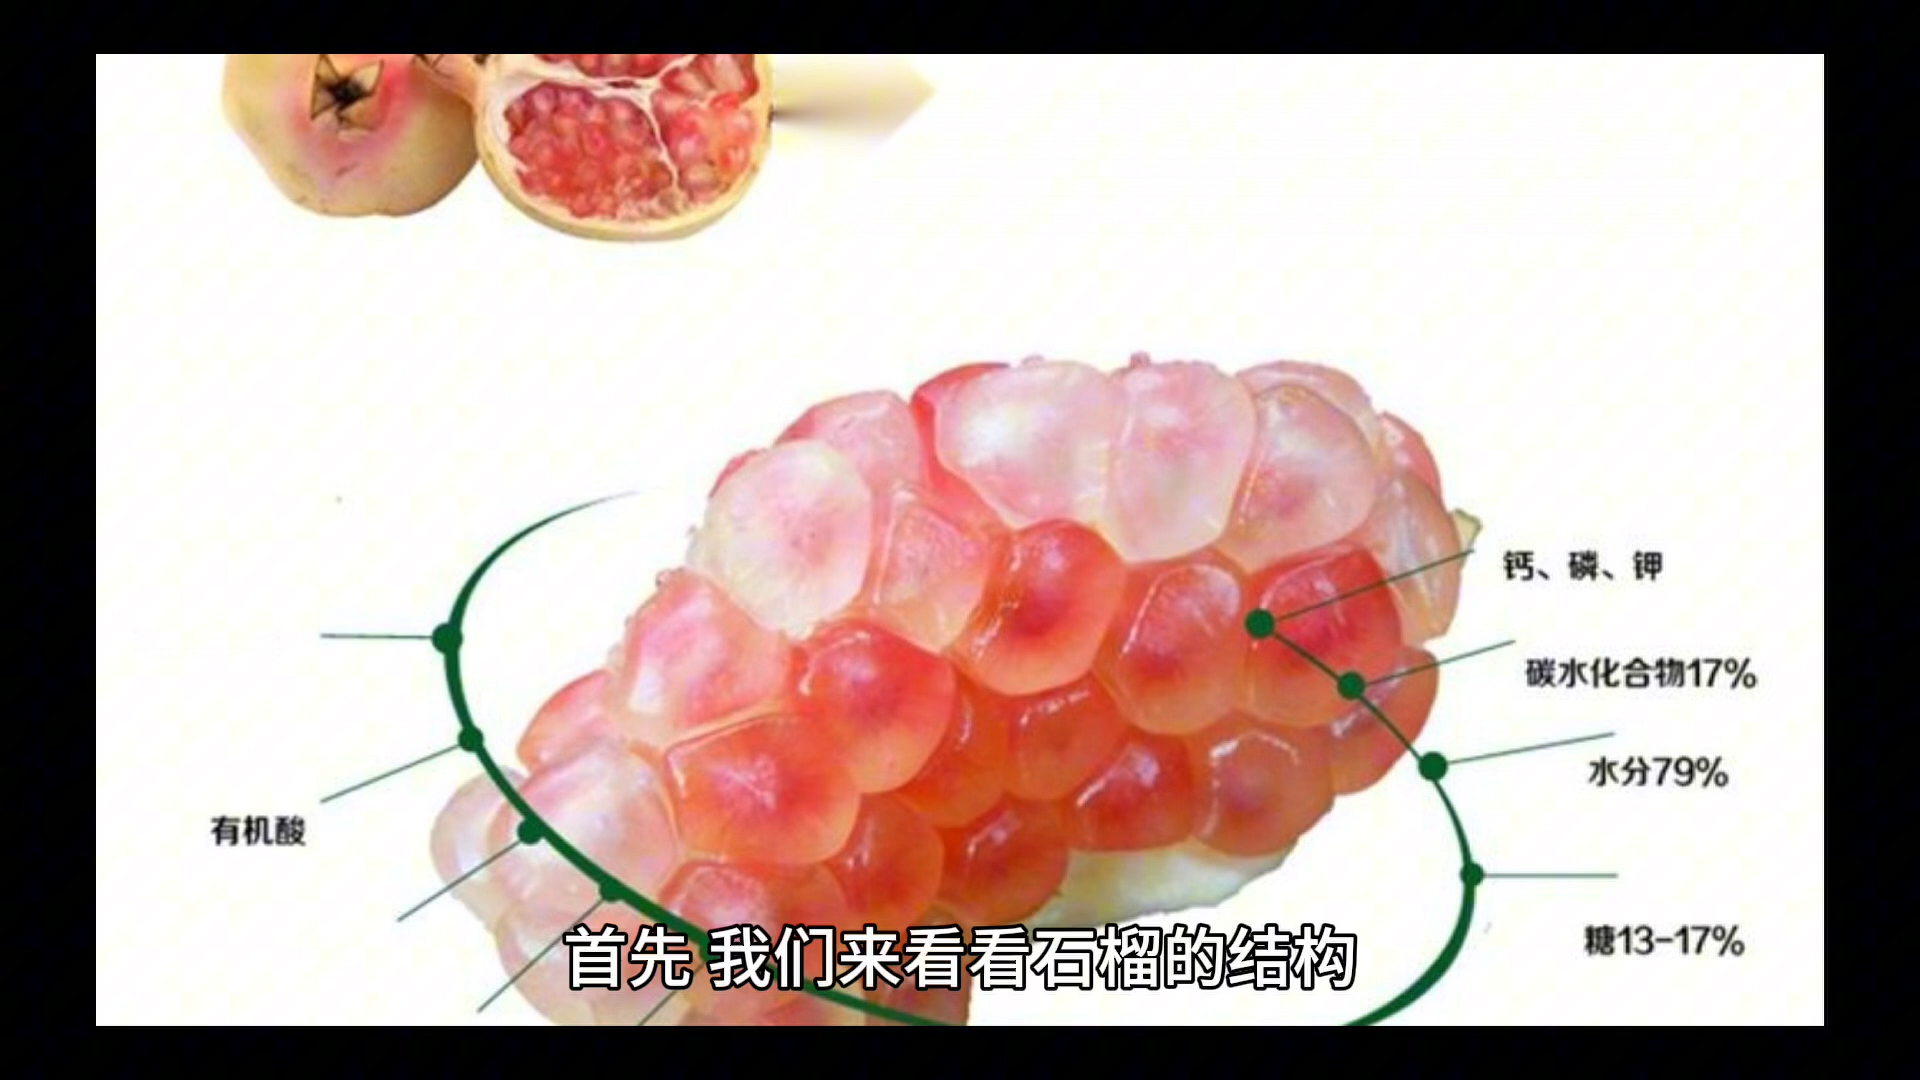 钙、磷、钾
碳水化合物17%
水分79%
有机酸
糖13-17%
首先 我们来看看石榴的结构